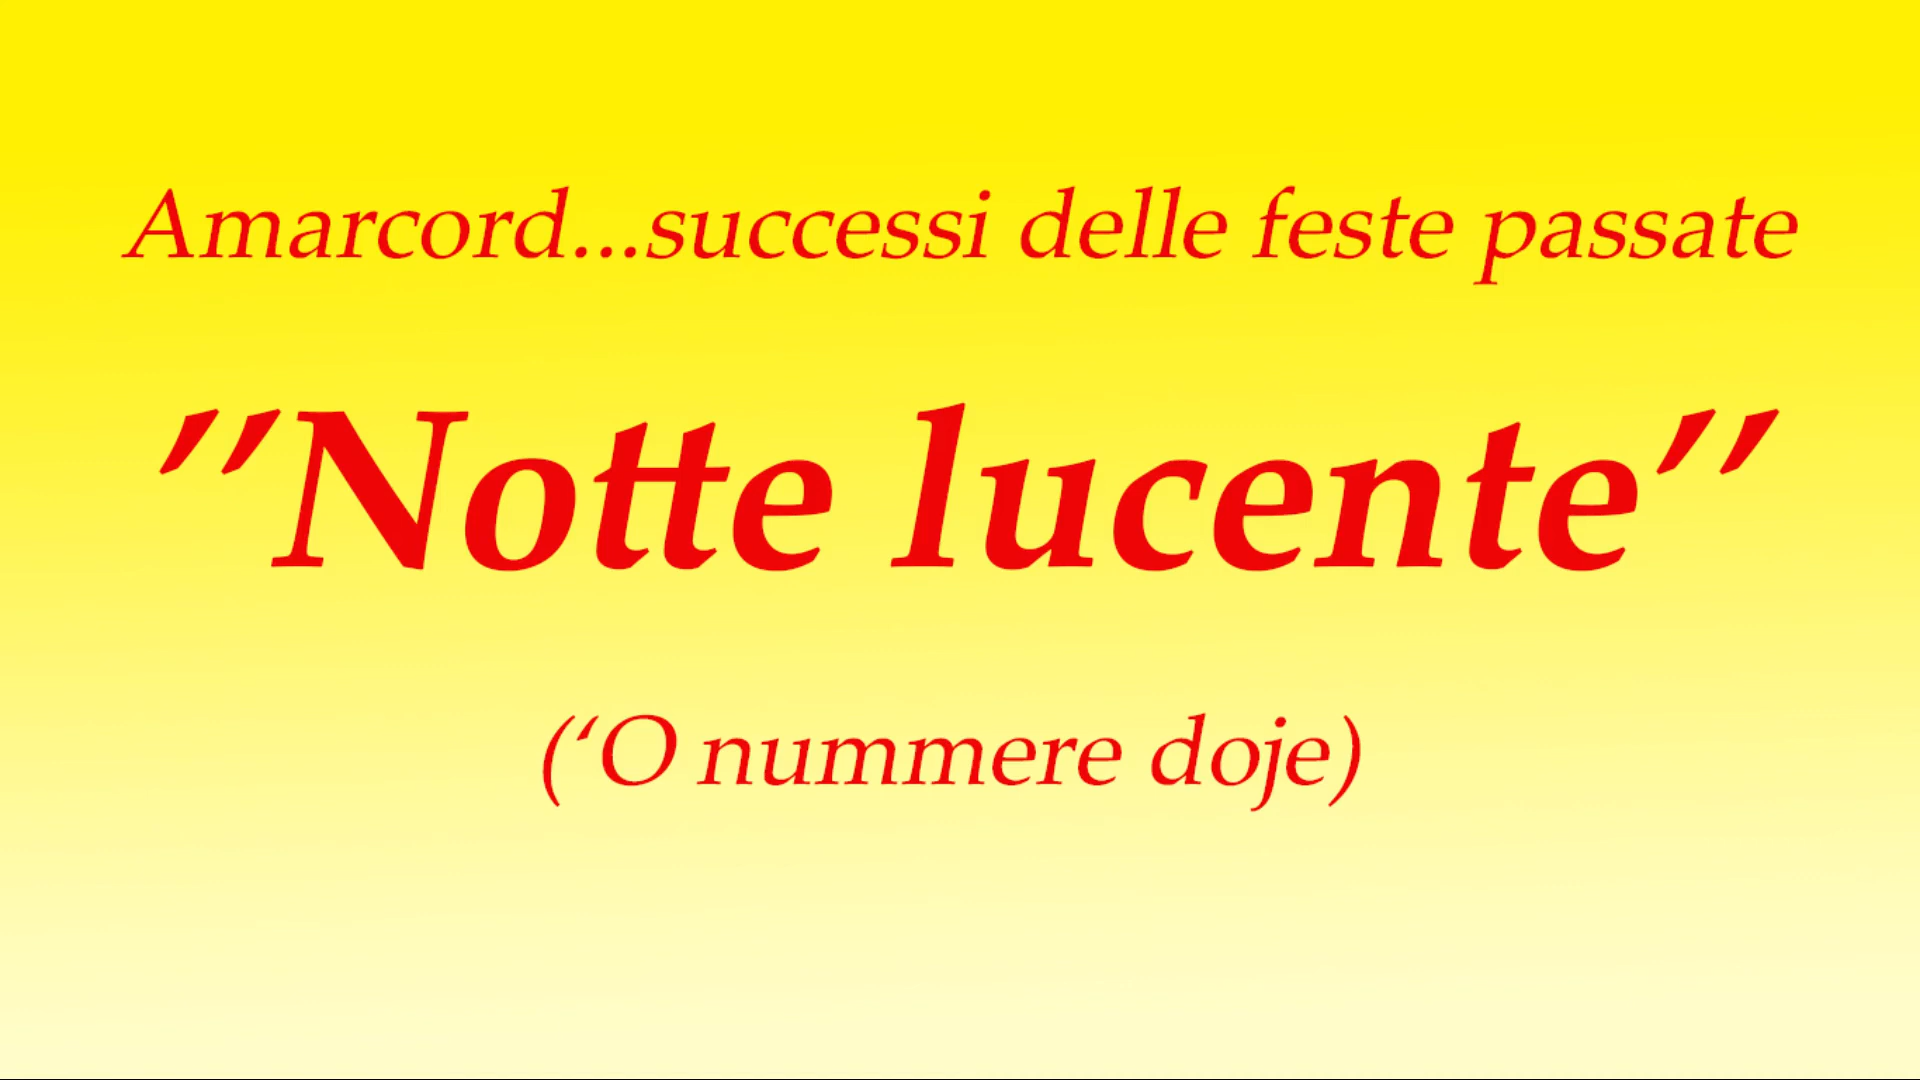 Amarcord...successi delle feste passate
"Notte lucente"
(‘O nummere doje)